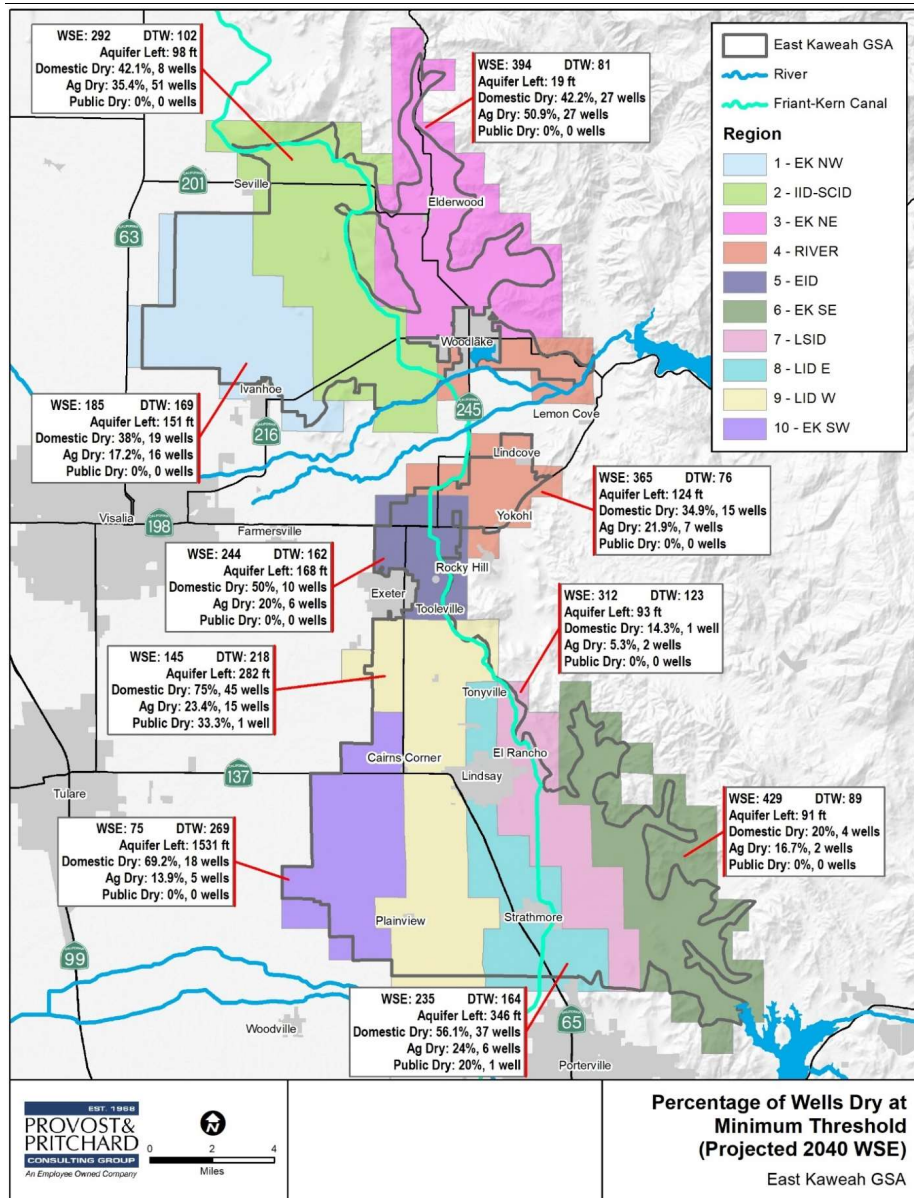 WSE: 292 DTW: 102
Aquifer Left: 98 ft
Domestic Dry: 42.1%, 8 wells
Ag Dry: 35.4%, 51 wells
Public Dry: 0%, 0 wells
WSE: 394 DTW: 81
Aquifer Left: 19 ft
Domestic Dry: 42.2%, 27 wells
Ag Dry: 50.9%, 27 wells
Public Dry: 0%, 0 wells
East Kaweah GSA
River
Friant-Kern Canal
Region
1 - EK NW
2 - IID-SCID
3 - EK NE
4 - RIVER
5 - EID
6 - EK SE
7 - LSID
8 - LID E
9 - LID W
10 - EK SW
201
Seville
Elderwood
63
Woodlake
Ivanhoe
245
Lemon Cove
216
WSE: 185 DTW: 169
Aquifer Left: 151 ft
Domestic Dry: 38%, 19 wells
Ag Dry: 17.2%, 16 wells
Public Dry: 0%, 0 wells
Lindcove
WSE: 365 DTW: 76
Aquifer Left: 124 ft
Domestic Dry: 34.9%, 15 wells
Ag Dry: 21.9%, 7 wells
Public Dry: 0%, 0 wells
Visalia
198
Farmersville
Yokohl
WSE: 244 DTW: 162
Aquifer Left: 168 ft
Domestic Dry: 50%, 10 wells
Ag Dry: 20%, 6 wells
Public Dry: 0%, 0 wells
Rocky Hill
Exeter
Tooleville
WSE: 312 DTW: 123
Aquifer Left: 93 ft
Domestic Dry: 14.3%, 1 well
Ag Dry: 5.3%, 2 wells
Public Dry: 0%, 0 wells
WSE: 145 DTW: 218
Aquifer Left: 282 ft
Domestic Dry: 75%, 45 wells
Ag Dry: 23.4%, 15 wells
Public Dry: 33.3%, 1 well
Tonyville
El Rancho
Cairns Corner
Lindsay
137
Tulare
WSE: 429 DTW: 89
Aquifer Left: 91 ft
Domestic Dry: 20%, 4 wells
Ag Dry: 16.7%, 2 wells
Public Dry: 0%, 0 wells
WSE: 75 DTW: 269
Aquifer Left: 1531 ft
Domestic Dry: 69.2%, 18 wells
Ag Dry: 13.9%, 5 wells
Public Dry: 0%, 0 wells
Plainview
Strathmore
99
WSE: 235 DTW: 164
Aquifer Left: 346 ft
Domestic Dry: 56.1%, 37 wells
Ag Dry: 24%, 6 wells
Public Dry: 20%, 1 well
65
Woodville
Porterville
EST. 1968
PROVOST&
PRITCHARD
CONSULTING GROUP
An Employee Owned Company
N
0 2 4
Miles
Percentage of Wells Dry at
Minimum Threshold
(Projected 2040 WSE)
East Kaweah GSA